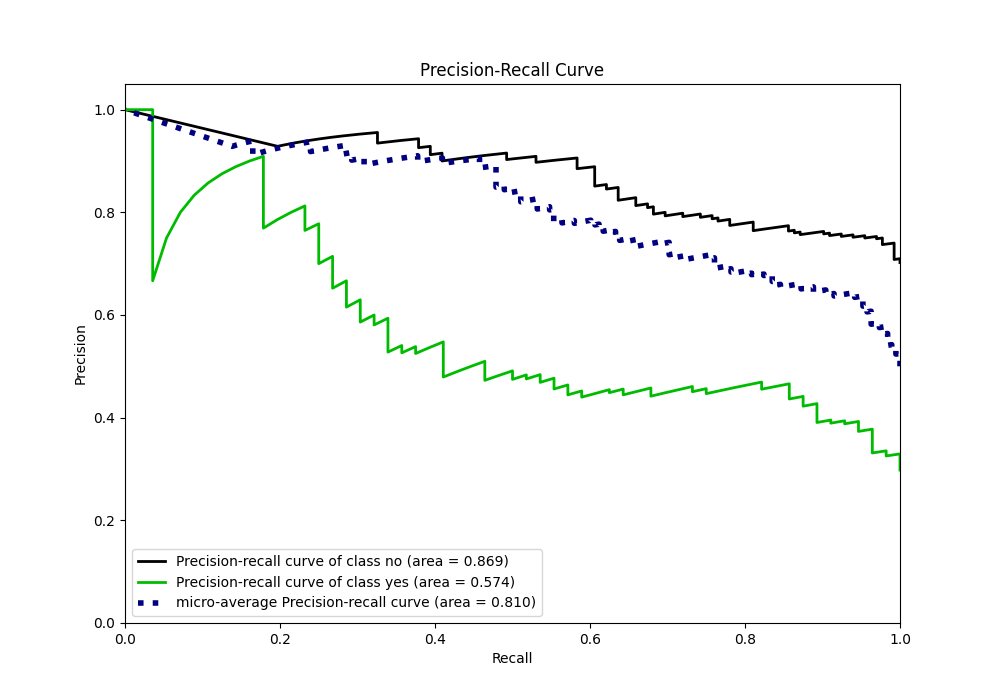 Precision-Recall Curve
1.0
0.8
0.6
0.4
0.2
0.0
Precision
0.0 0.2 0.4 0.6 0.8 1.0
Recall
Precision-recall curve of class no (area = 0.869)
Precision-recall curve of class yes (area = 0.574)
micro-average Precision-recall curve (area = 0.810)